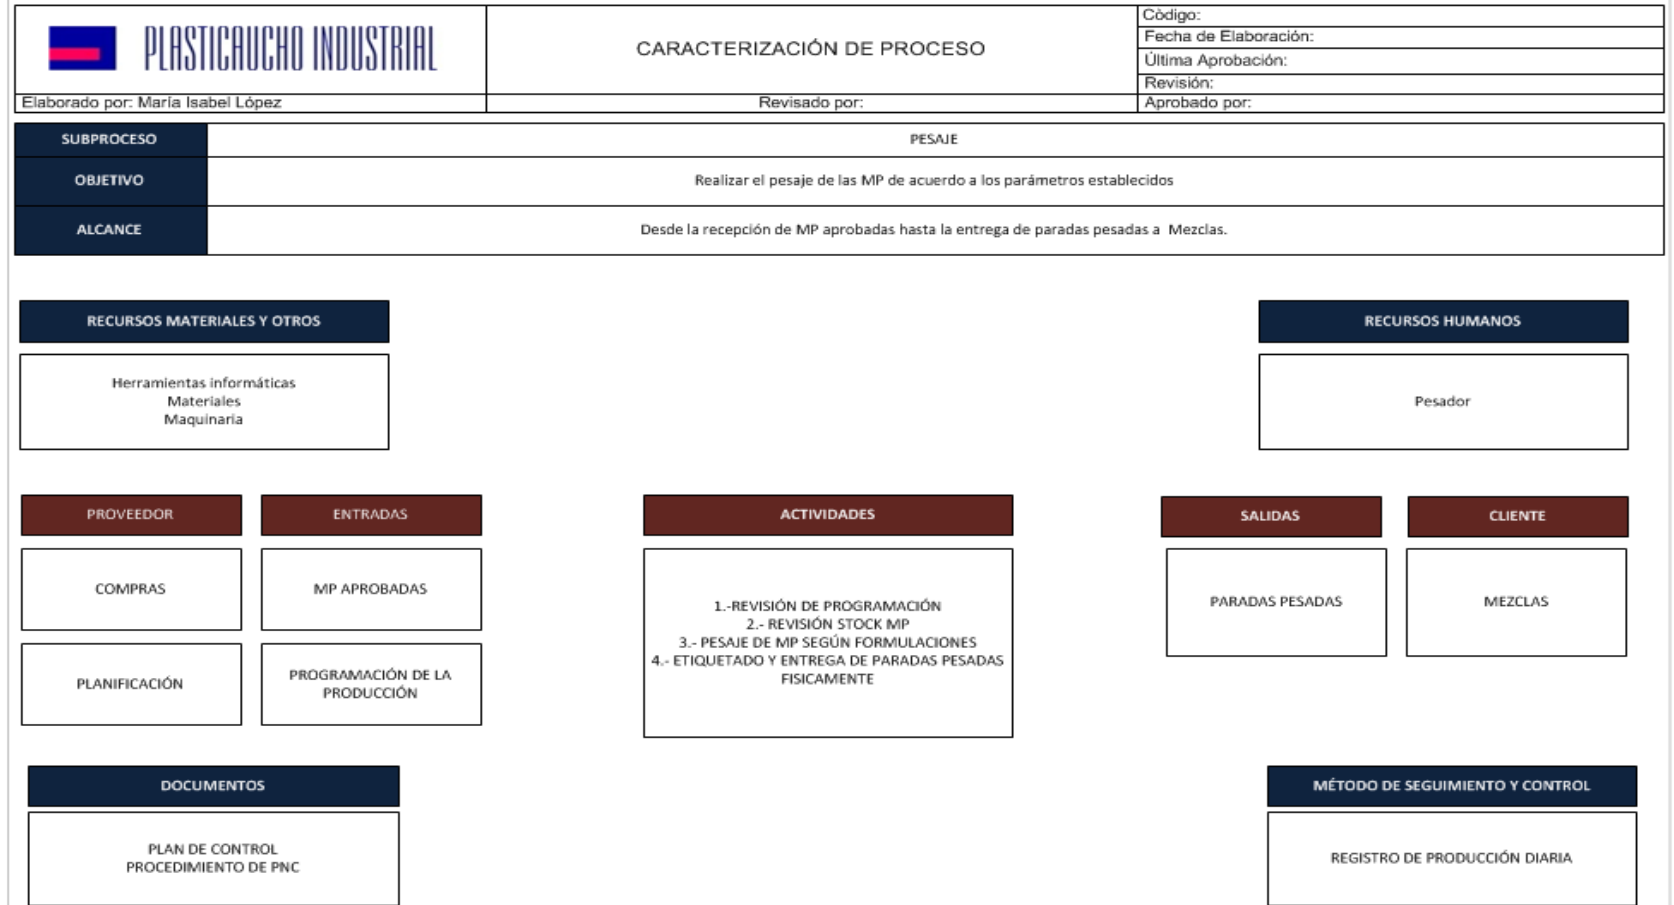 PLASTICAUCHO INDUSTRIAL
CARACTERIZACIÓN DE PROCESO
Còdigo:
Fecha de Elaboración:
Última Aprobación:
Revisión:
Elaborado por: María Isabel López
Revisado por:
Aprobado por:
SUBPROCESO
PESAJE
OBJETIVO
Realizar el pesaje de las MP de acuerdo a los parámetros establecidos
ALCANCE
Desde la recepción de MP aprobadas hasta la entrega de paradas pesadas a Mezclas.
RECURSOS MATERIALES Y OTROS
Herramientas informáticas
Materiales
Maquinaria
RECURSOS HUMANOS
Pesador
PROVEEDOR
ENTRADAS
ACTIVIDADES
SALIDAS
CLIENTE
COMPRAS
MP APROBADAS
PLANIFICACIÓN
PROGRAMACIÓN DE LA
PRODUCCIÓN
1.-REVISIÓN DE PROGRAMACIÓN
2.- REVISIÓN STOCK MP
3.- PESAJE DE MP SEGÚN FORMULACIONES
4.- ETIQUETADO Y ENTREGA DE PARADAS PESADAS
FISICAMENTE
PARADAS PESADAS
MEZCLAS
DOCUMENTOS
PLAN DE CONTROL
PROCEDIMIENTO DE PNC
MÉTODO DE SEGUIMIENTO Y CONTROL
REGISTRO DE PRODUCCIÓN DIARIA